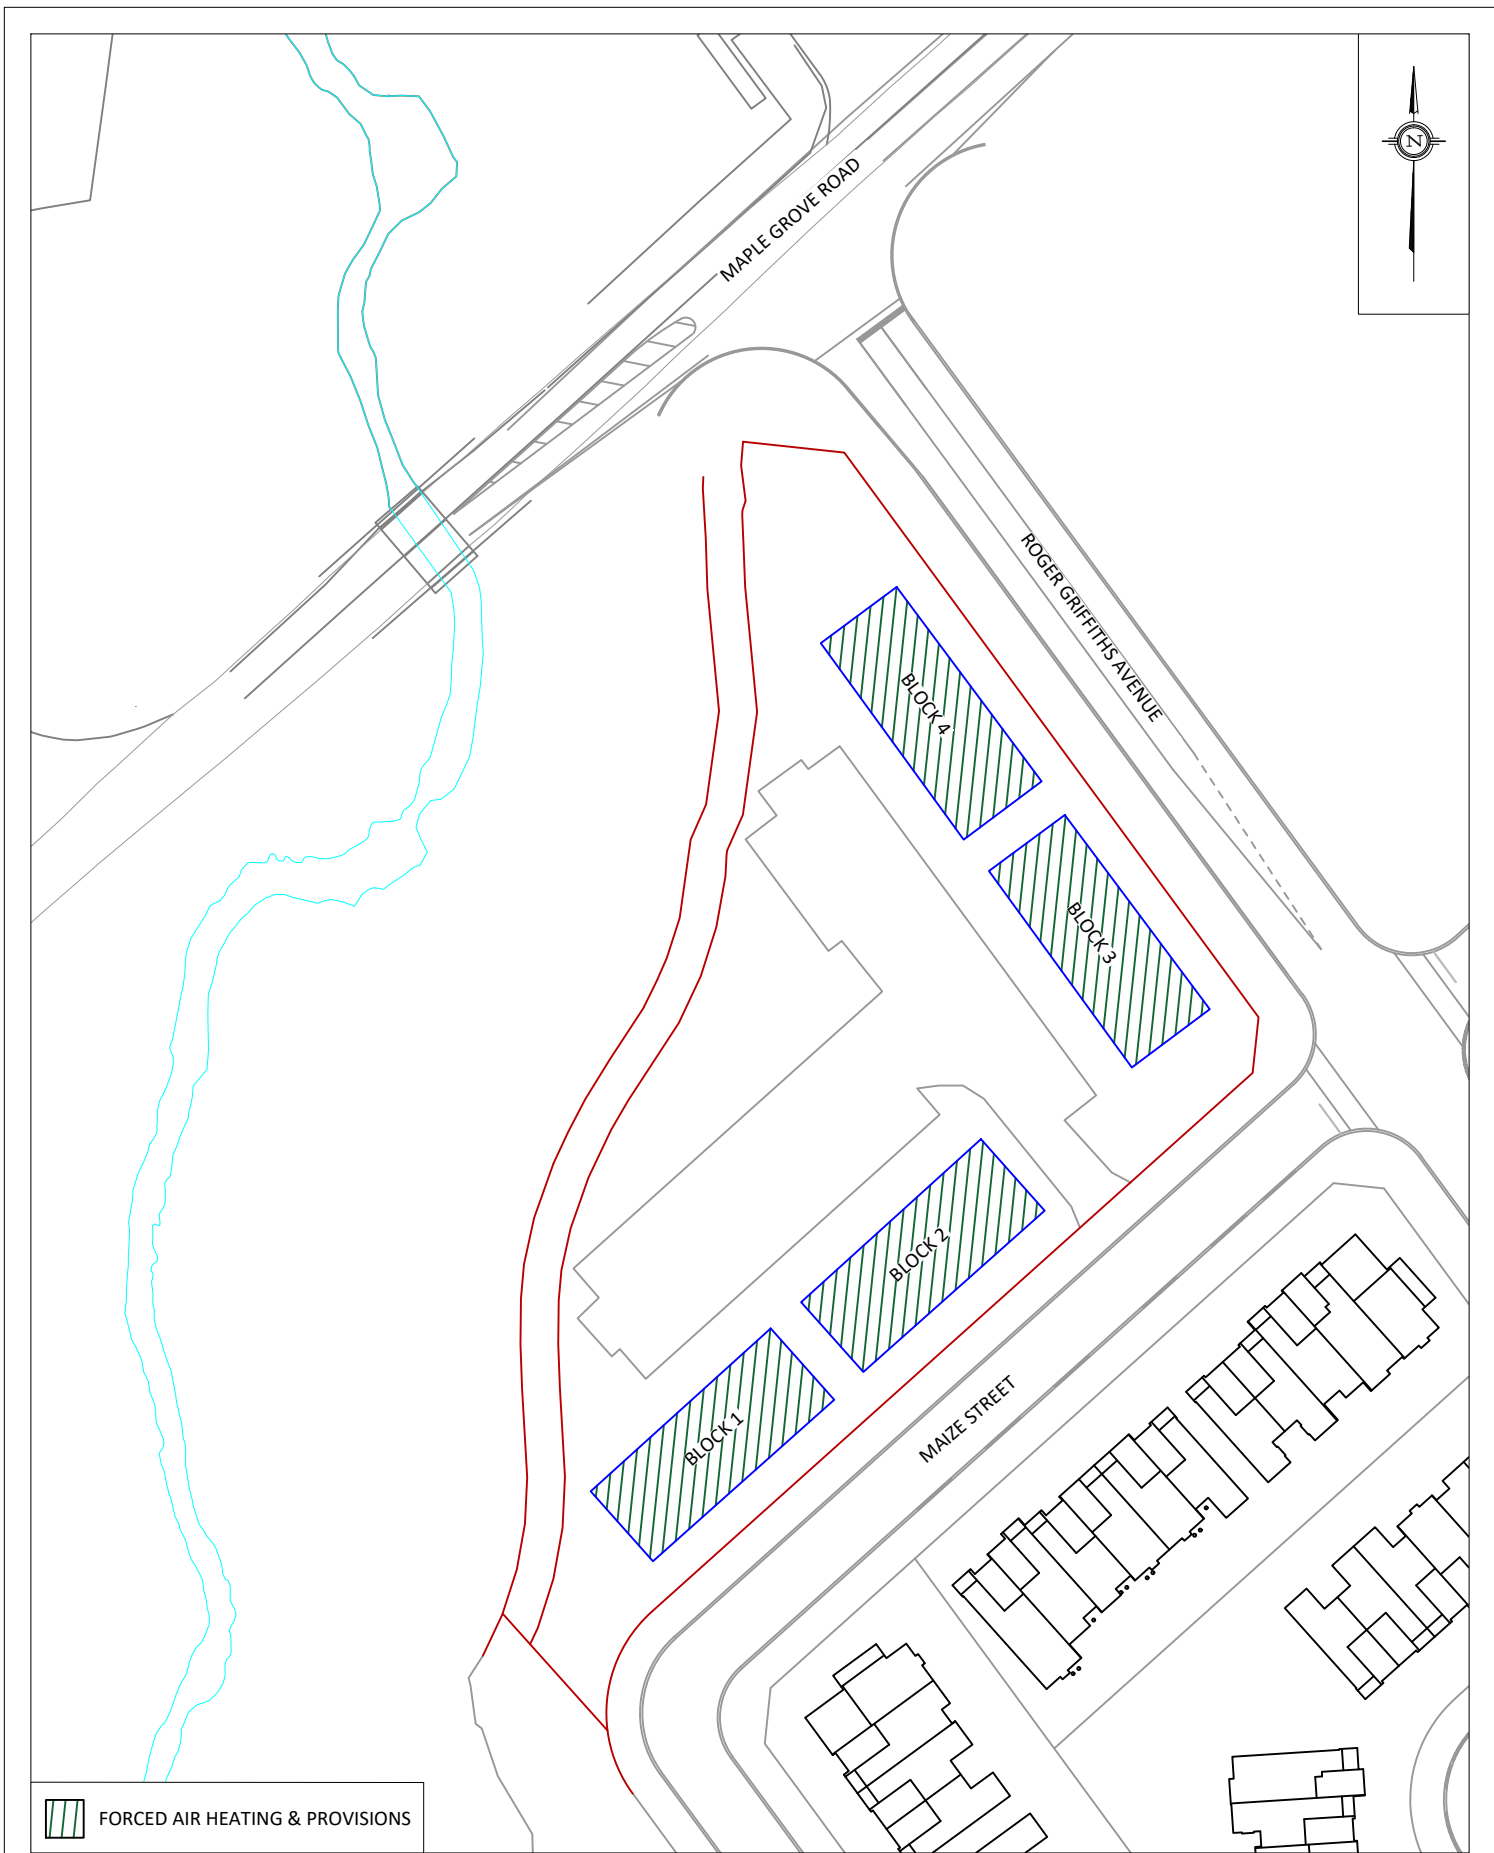 N
MAPLE GROVE ROAD
ROGER GRIFFITHS AVENUE
BLOCK 4
BLOCK 3
BLOCK 2
BLOCK 1
MAIZE STREET
FORCED AIR HEATING & PROVISIONS